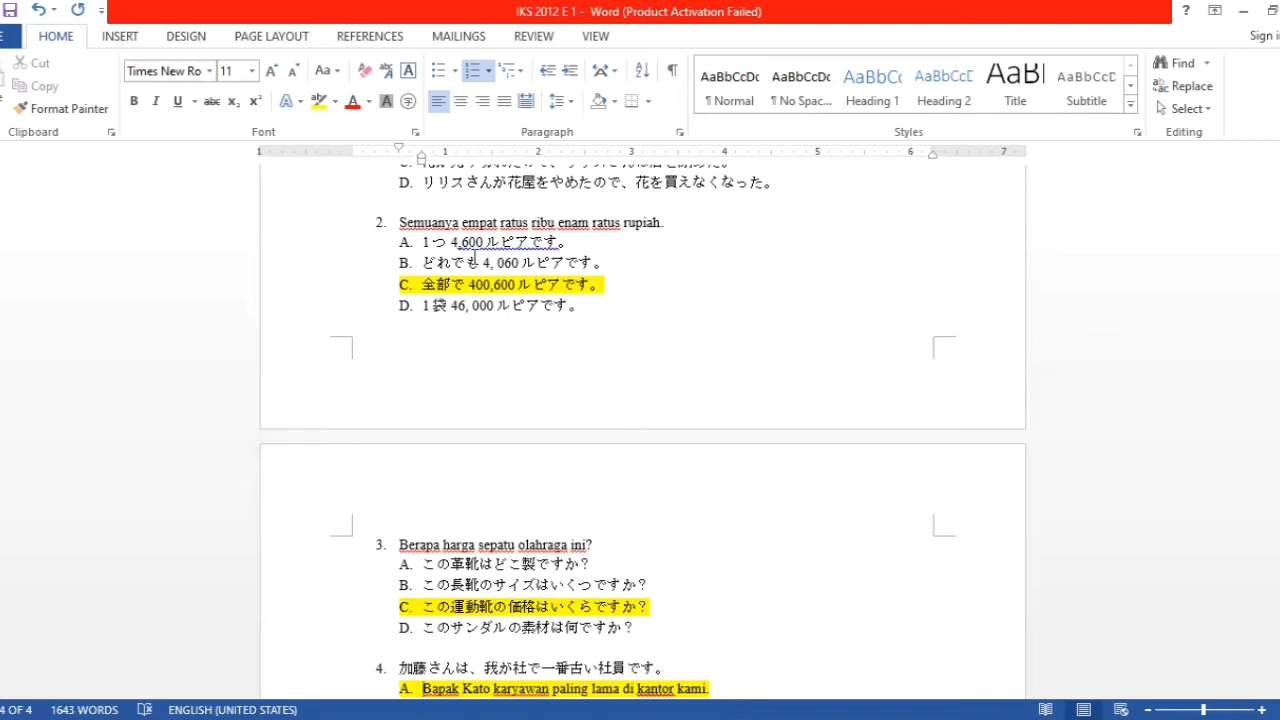 IKS 2012 E 1 - Word (Product Activation Failed)
HOME INSERT DESIGN PAGE LAYOUT REFERENCES MAILINGS REVIEW VIEW
Sign i
Cut
Copy
Format Painter
Times New Ro 11
AaBbCcDc AaBbCcDc AaBbCc AaBbCcC AaBl AaBbCcD
¶ Normal ¶ No Spac... Heading 1 Heading 2 Title Subtitle
Find
Replace
Select
Clipboard Font Paragraph Styles Editing
1 1 2 3 4 5 6 7
D. リリスさんが花屋をやめたので、花を買えなくなった。
2. Semuanya empat ratus ribu enam ratus rupiah.
A. 1つ 4,600 ルピアです。
B. どれでも 4, 060 ルピアです。
C. 全部で 400,600 ルピアです。
D. 1袋 46, 000 ルピアです。
3. Berapa harga sepatu olahraga ini?
A. この革靴はどこ製ですか？
B. この長靴のサイズはいくつですか？
C. この運動靴の価格はいくらですか？
D. このサンダルの素材は何ですか？
4. 加藤さんは、我が社で一番古い社員です。
A. Bapak Kato karyawan paling lama di kantor kami.
4 OF 4 1643 WORDS ENGLISH (UNITED STATES)